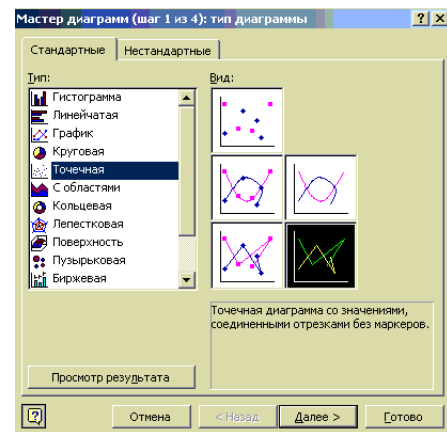 Мастер диаграмм (шаг 1 из 4): тип диаграммы
Стандартные Нестандартные
Тип:
Вид:
Гистограмма
Линейчатая
График
Круговая
Точечная
С областями
Кольцевая
Лепестковая
Поверхность
Пузырьковая
Биржевая
Точечная диаграмма со значениями,
соединенными отрезками без маркеров.
Просмотр результата
Отмена < Назад Далее > Готово